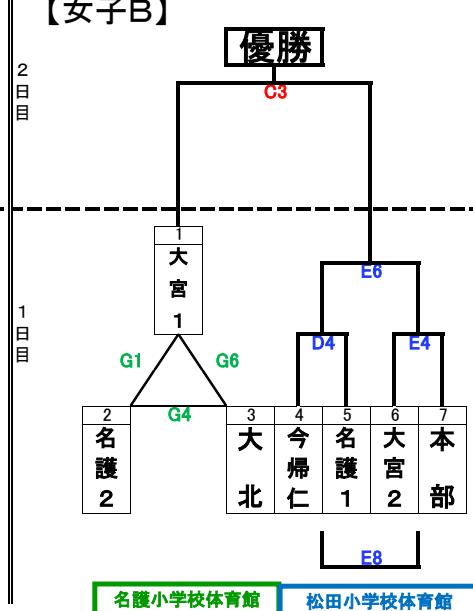 【女子B】
優勝
2日目
C3
1
大宮1
E6
1日目
G1
G6
D4
E4
G4
2
3
4
5
6
7
名護2
大北
今帰仁
名護1
大宮2
本部
E8
名護小学校体育館
松田小学校体育館